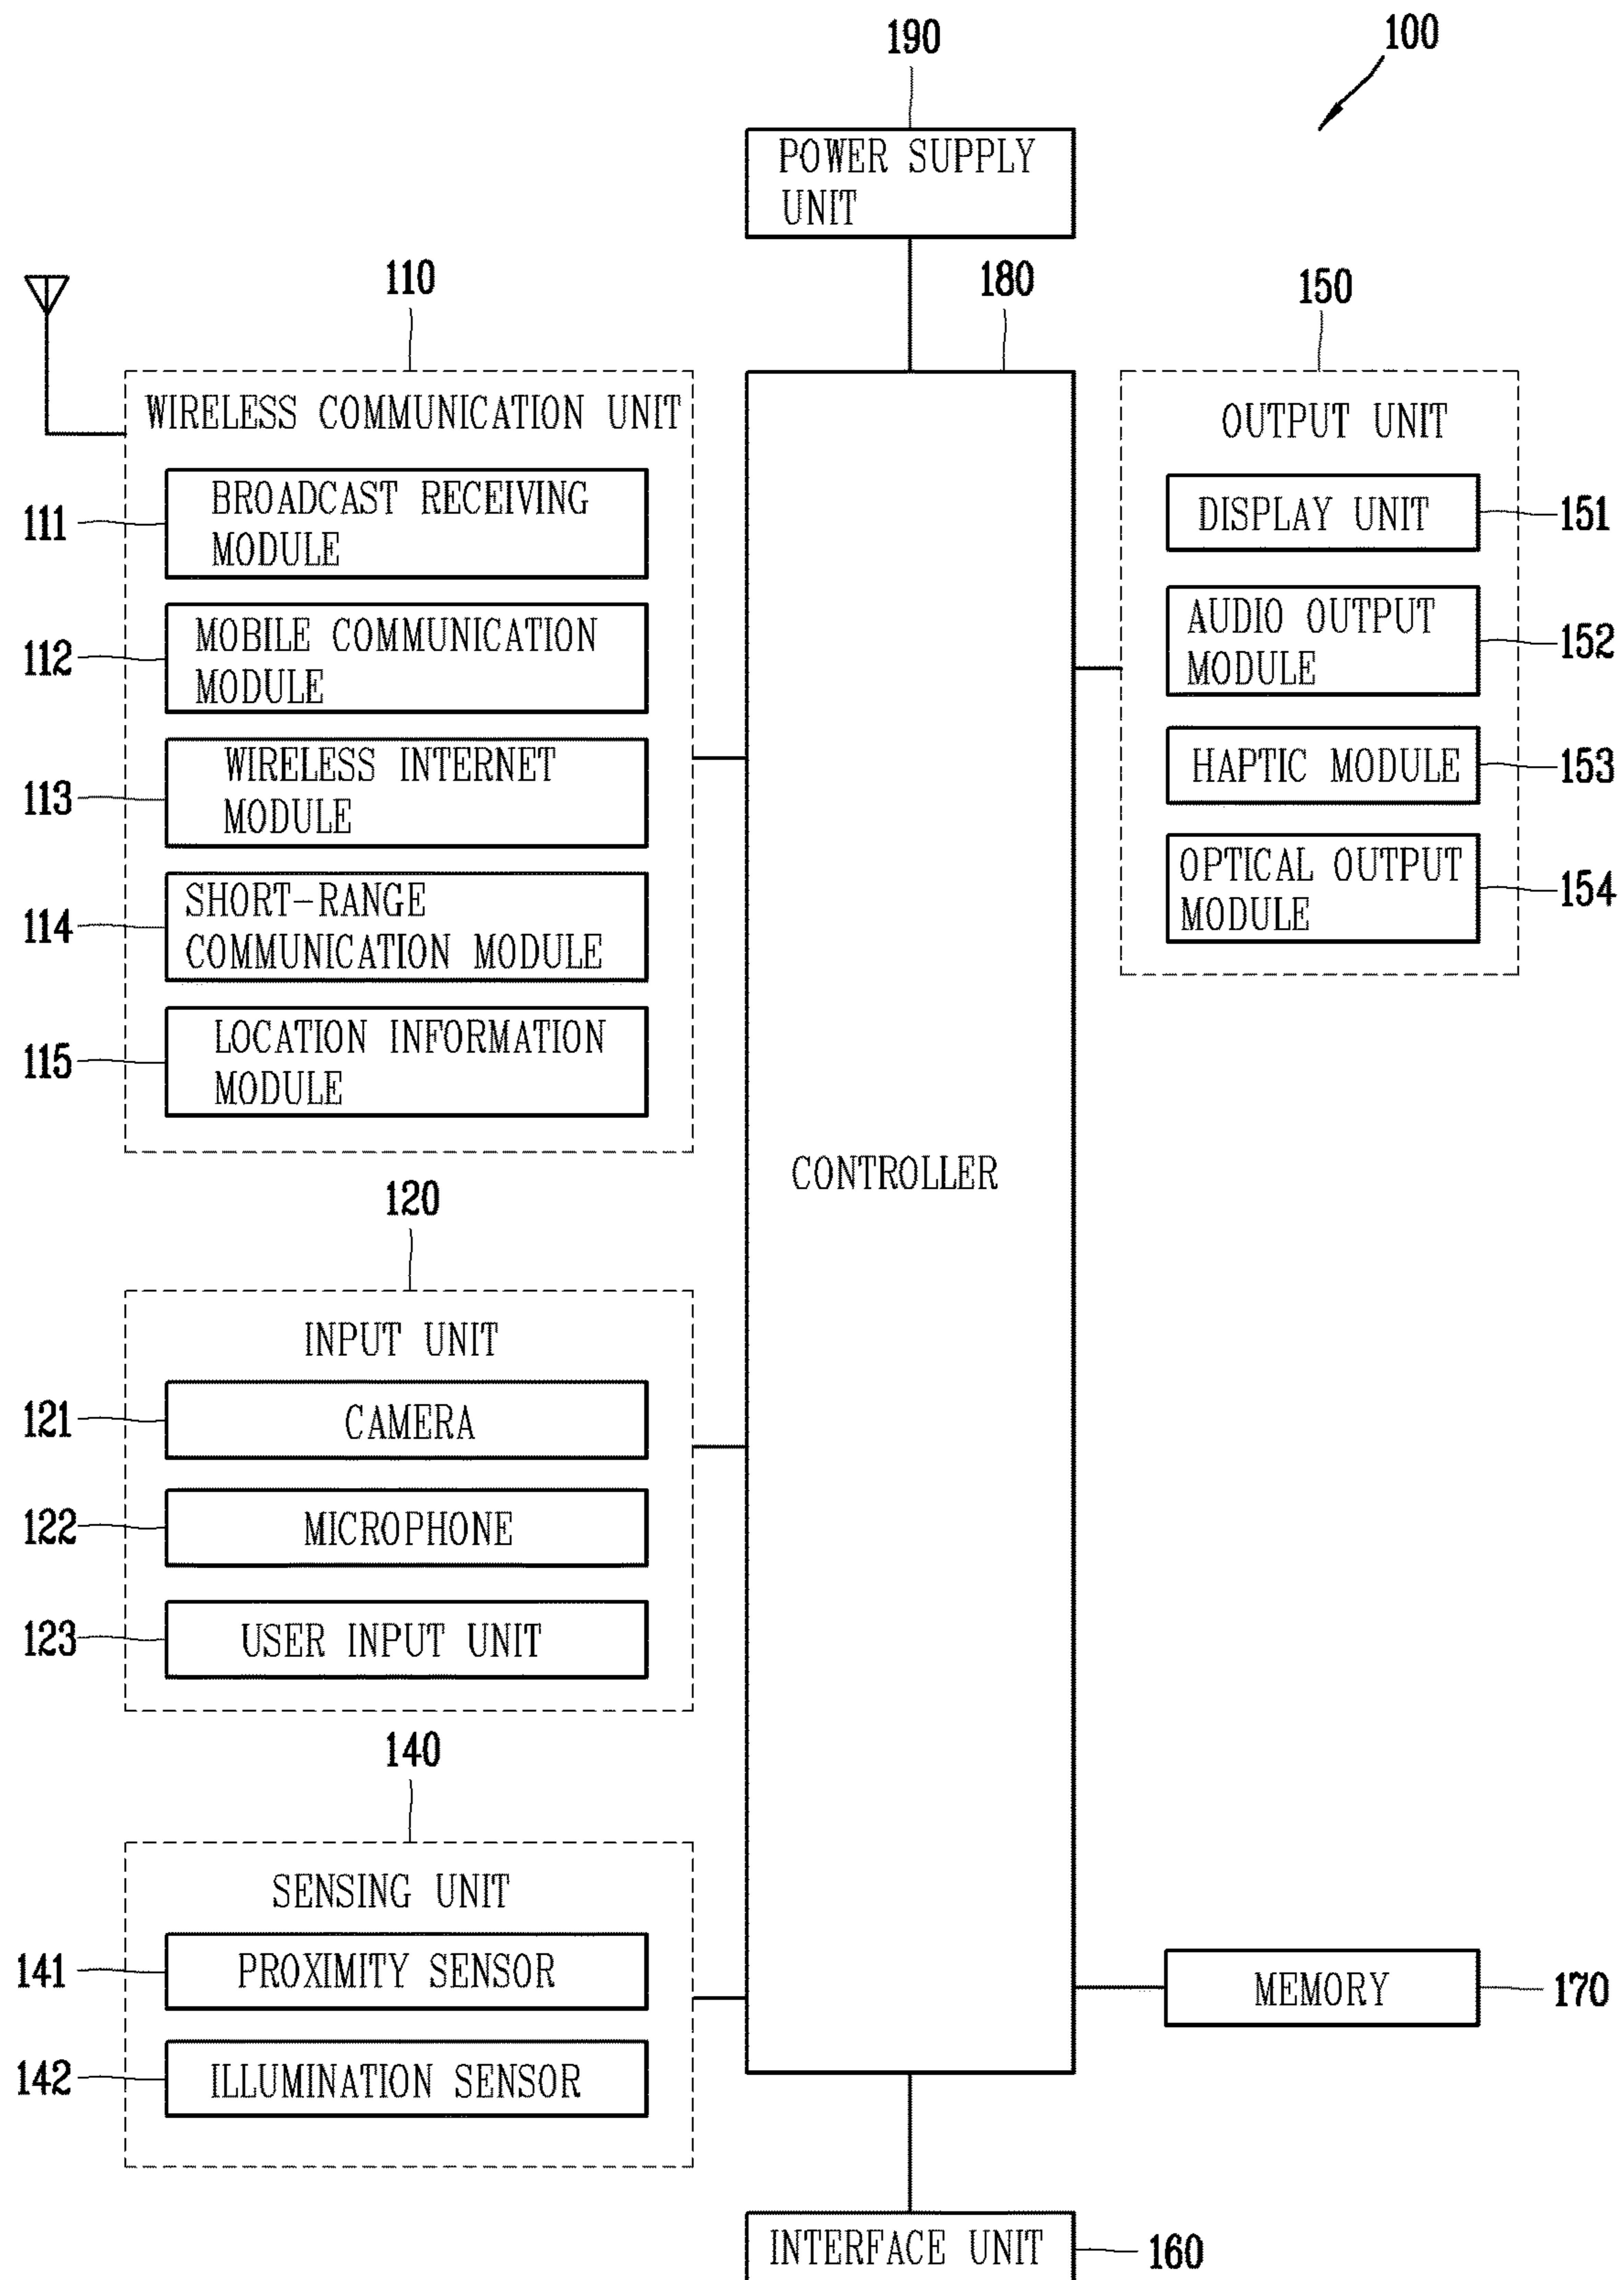 100
190
POWER SUPPLY
UNIT
180
110
WIRELESS COMMUNICATION UNIT
111
BROADCAST RECEIVING
MODULE
112
MOBILE COMMUNICATION
MODULE
113
WIRELESS INTERNET
MODULE
114
SHORT-RANGE
COMMUNICATION MODULE
115
LOCATION INFORMATION
MODULE
120
INPUT UNIT
121
CAMERA
122
MICROPHONE
123
USER INPUT UNIT
140
SENSING UNIT
141
PROXIMITY SENSOR
142
ILLUMINATION SENSOR
CONTROLLER
150
OUTPUT UNIT
DISPLAY UNIT
151
AUDIO OUTPUT
MODULE
152
HAPTIC MODULE
153
OPTICAL OUTPUT
MODULE
154
MEMORY
170
INTERFACE UNIT
160